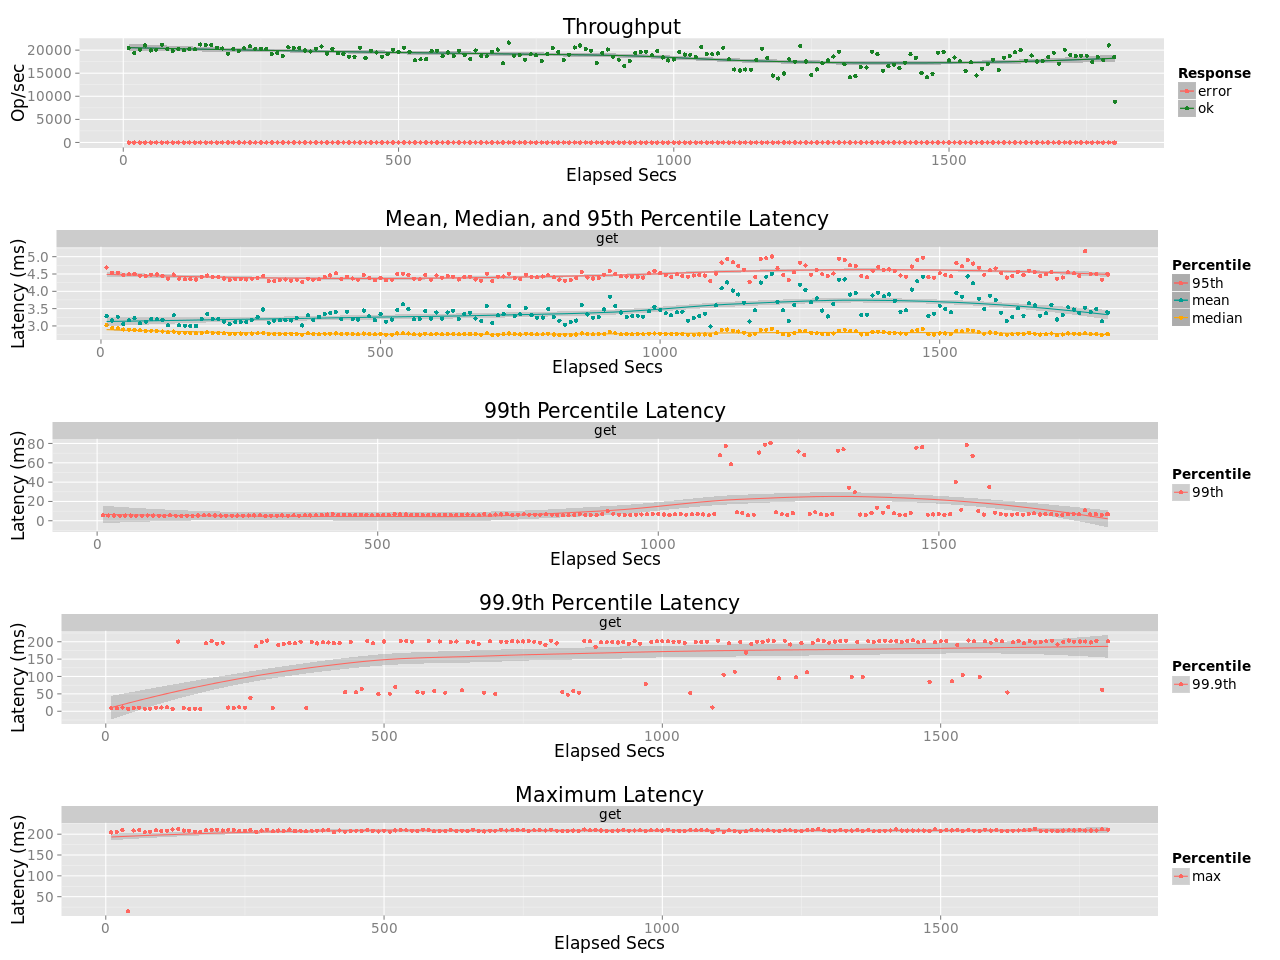 Throughput
20000
15000
10000
5000
0
Op/sec
0 500 1000 1500
Elapsed Secs
Response
error
ok
Mean, Median, and 95th Percentile Latency
get
5.0
4.5
4.0
3.5
3.0
Latency (ms)
0 500 1000 1500
Elapsed Secs
Percentile
95th
mean
median
99th Percentile Latency
get
80
60
40
20
0
Latency (ms)
0 500 1000 1500
Elapsed Secs
Percentile
99th
99.9th Percentile Latency
get
200
150
100
50
0
Latency (ms)
0 500 1000 1500
Elapsed Secs
Percentile
99.9th
Maximum Latency
get
200
150
100
50
Latency (ms)
0 500 1000 1500
Elapsed Secs
Percentile
max